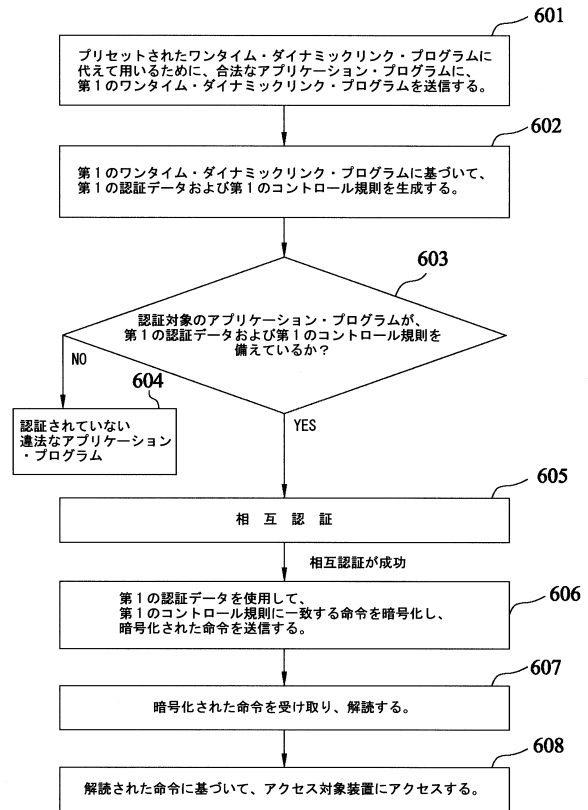 601
プリセットされたワンタイム・ダイナミックリンク・プログラムに
代えて用いるために、合法なアプリケーション・プログラムに、
第1のワンタイム・ダイナミックリンク・プログラムを送信する。
602
第1のワンタイム・ダイナミックリンク・プログラムに基づいて、
第1の認証データおよび第1のコントロール規則を生成する。
603
認証対象のアプリケーション・プログラムが、
第1の認証データおよび第1のコントロール規則を
備えているか?
NO
604
認証されていない
違法なアプリケーション
・プログラム
YES
605
相 互 認 証
相互認証が成功
606
第1の認証データを使用して、
第1のコントロール規則に一致する命令を暗号化し、
暗号化された命令を送信する。
607
暗号化された命令を受け取り、解読する。
608
解読された命令に基づいて、アクセス対象装置にアクセスする。